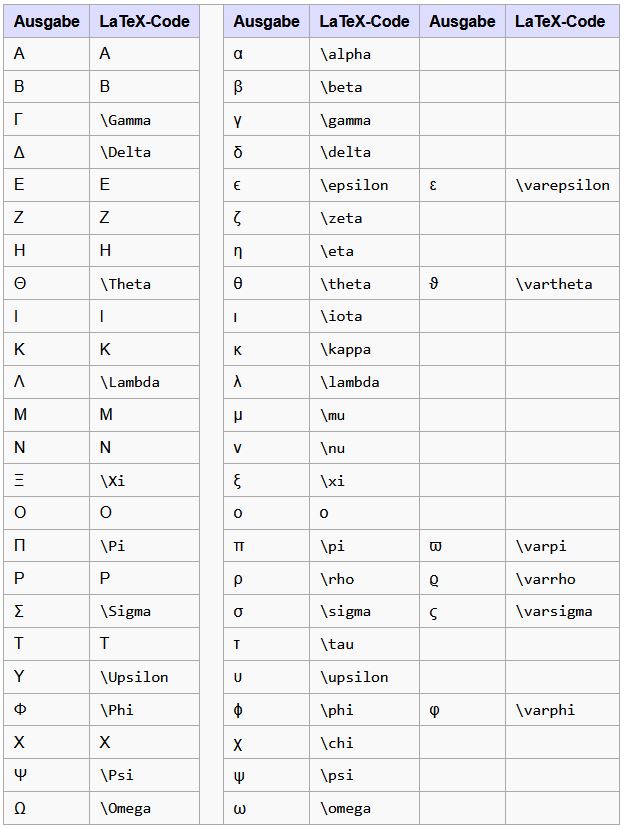 Ausgabe LaTeX-Code Ausgabe LaTeX-Code Ausgabe LaTeX-Code
Α A α \alpha
Β B β \beta
Γ \Gamma γ \gamma
Δ \Delta δ \delta
Ε E ϵ \epsilon ε \varepsilon
Ζ Z ζ \zeta
Η H η \eta
Θ \Theta θ \theta ϑ \vartheta
Ι I ι \iota
Κ K κ \kappa
Λ \Lambda λ \lambda
Μ M μ \mu
Ν N ν \nu
Ξ \Xi ξ \xi
Ο O ο o
Π \Pi π \pi ϖ \varpi
Ρ P ρ \rho ϱ \varrho
Σ \Sigma σ \sigma ς \varsigma
Τ T τ \tau
Υ \Upsilon υ \upsilon
Φ \Phi ϕ \phi φ \varphi
Χ X χ \chi
Ψ \Psi ψ \psi
Ω \Omega ω \omega